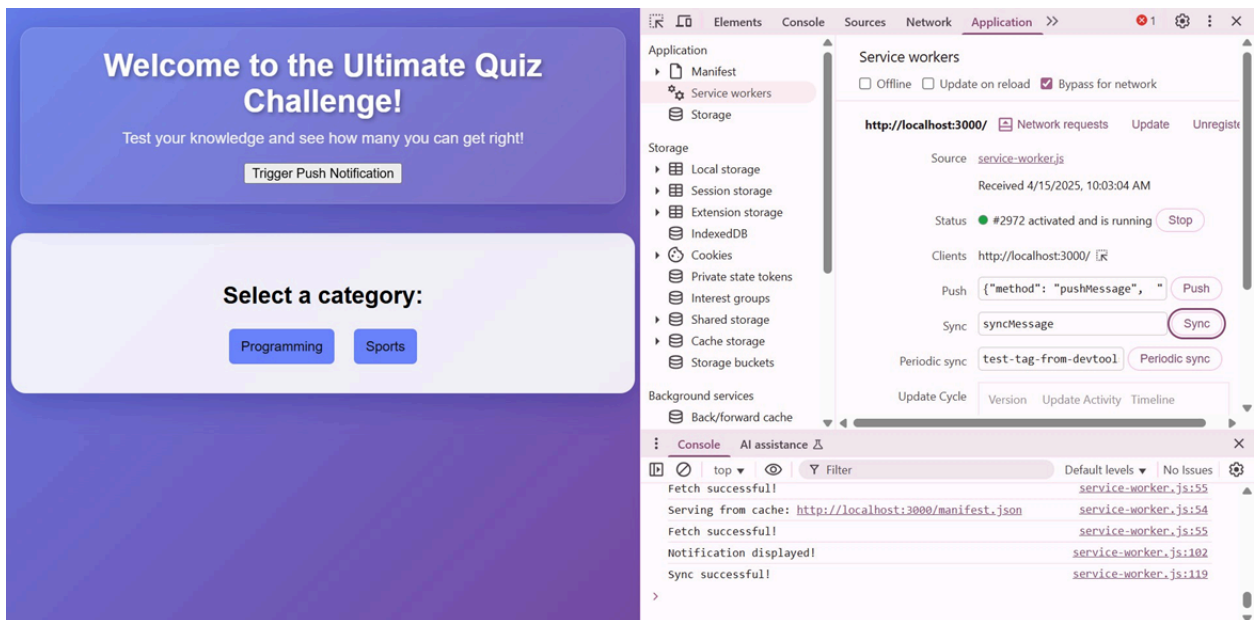 Welcome to the Ultimate Quiz
Challenge!
Test your knowledge and see how many you can get right!
Trigger Push Notification
Select a category:
Programming Sports
Elements Console Sources Network Application 1
Application
Manifest
Service workers
Storage
Storage
Local storage
Session storage
Extension storage
IndexedDB
Cookies
Private state tokens
Interest groups
Shared storage
Cache storage
Storage buckets
Background services
Back/forward cache
Service workers
Offline Update on reload Bypass for network
http://localhost:3000/ Network requests Update Unregiste
Source service-worker.js
Received 4/15/2025, 10:03:04 AM
Status #2972 activated and is running Stop
Clients http://localhost:3000/
Push {"method": "pushMessage", " Push
Sync syncMessage Sync
Periodic sync test-tag-from-devtool Periodic sync
Update Cycle Version Update Activity Timeline
Console AI assistance
top Filter Default levels No Issues
Fetch successful! service-worker.js:55
Serving from cache: http://localhost:3000/manifest.json service-worker.js:54
Fetch successful! service-worker.js:55
Notification displayed! service-worker.js:102
Sync successful! service-worker.js:119